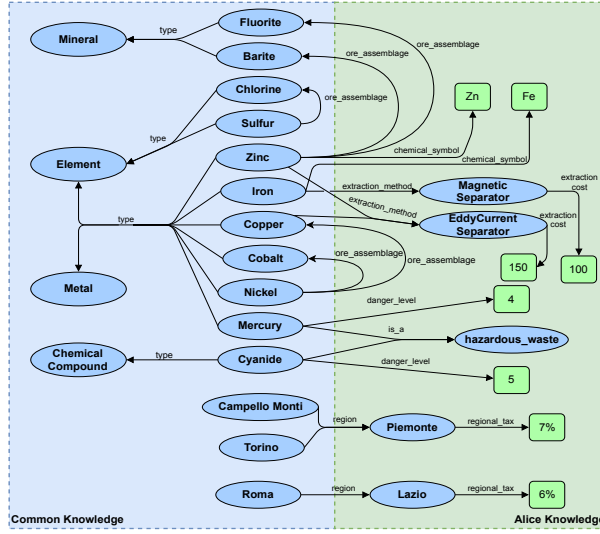 Fluorite
Mineral
type
Barite
ore_assemblage
ore_assemblage
Chlorine
Zn
Fe
ore_assemblage
Sulfur
type
chemical_symbol
Element
Zinc
chemical_symbol
extraction
cost
Iron
extraction_method
Magnetic
Separator
extraction_method
type
Copper
EddyCurrent
Separator
extraction
cost
ore_assemblage
Cobalt
ore_assemblage
150
100
Metal
Nickel
danger_level
4
Mercury
is_a
hazardous_waste
Chemical
Compound
type
Cyanide
danger_level
5
Campello Monti
region
Piemonte
regional_tax
7%
Torino
Roma
region
Lazio
regional_tax
6%
Common Knowledge
Alice Knowledge